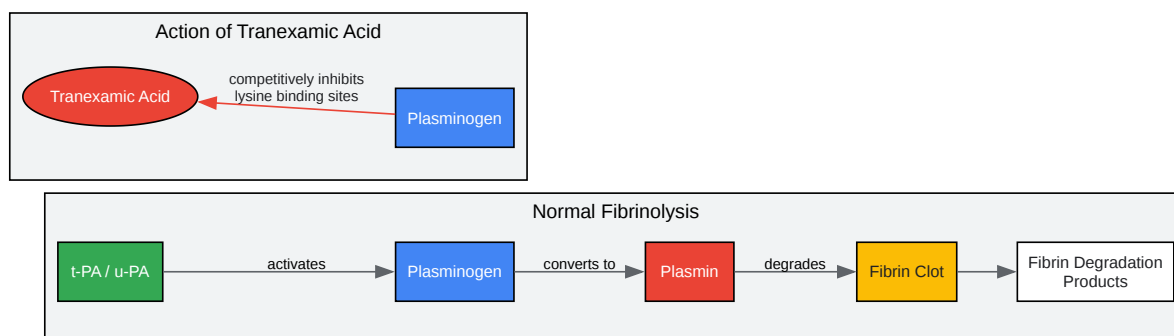 Action of Tranexamic Acid
competitively inhibits
lysine binding sites
Tranexamic Acid
Plasminogen
Normal Fibrinolysis
t-PA / u-PA
activates
Plasminogen
converts to
Plasmin
degrades
Fibrin Clot
Fibrin Degradation
Products